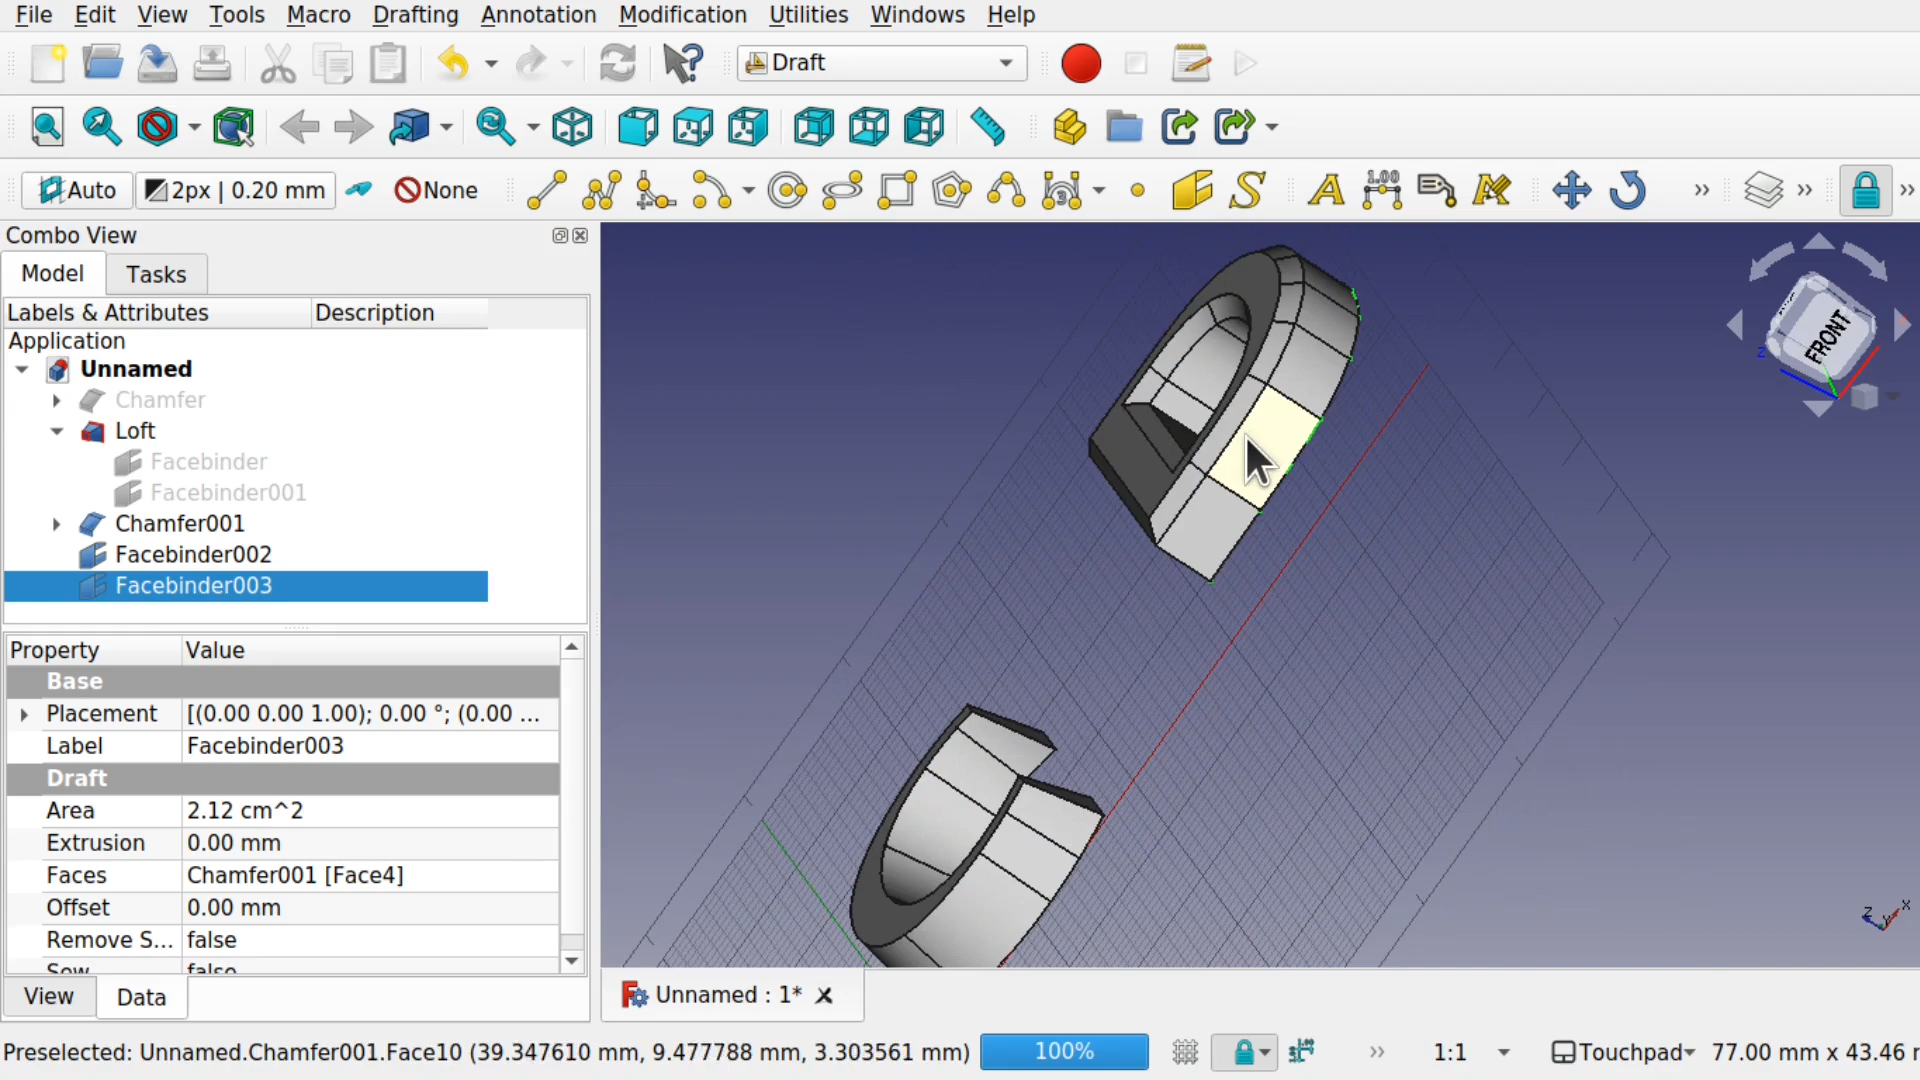 File Edit View Tools Macro Drafting Annotation Modification Utilities Windows Help
Draft
Auto 2px | 0.20 mm None 1.00
Combo View
Model Tasks
Labels & Attributes Description
Application
Unnamed
Chamfer
Loft
Facebinder
Facebinder001
Chamfer001
Facebinder002
Facebinder003
Property Value
Base
Placement [(0.00 0.00 1.00); 0.00 °; (0.00 ...
Label Facebinder003
Draft
Area 2.12 cm^2
Extrusion 0.00 mm
Faces Chamfer001 [Face4]
Offset 0.00 mm
Remove S... false
Sew false
View Data
FRONT
Z
Z Y X
Unnamed : 1*
Preselected: Unnamed.Chamfer001.Face10 (39.347610 mm, 9.477788 mm, 3.303561 mm) 100% 1:1 Touchpad 77.00 mm x 43.46